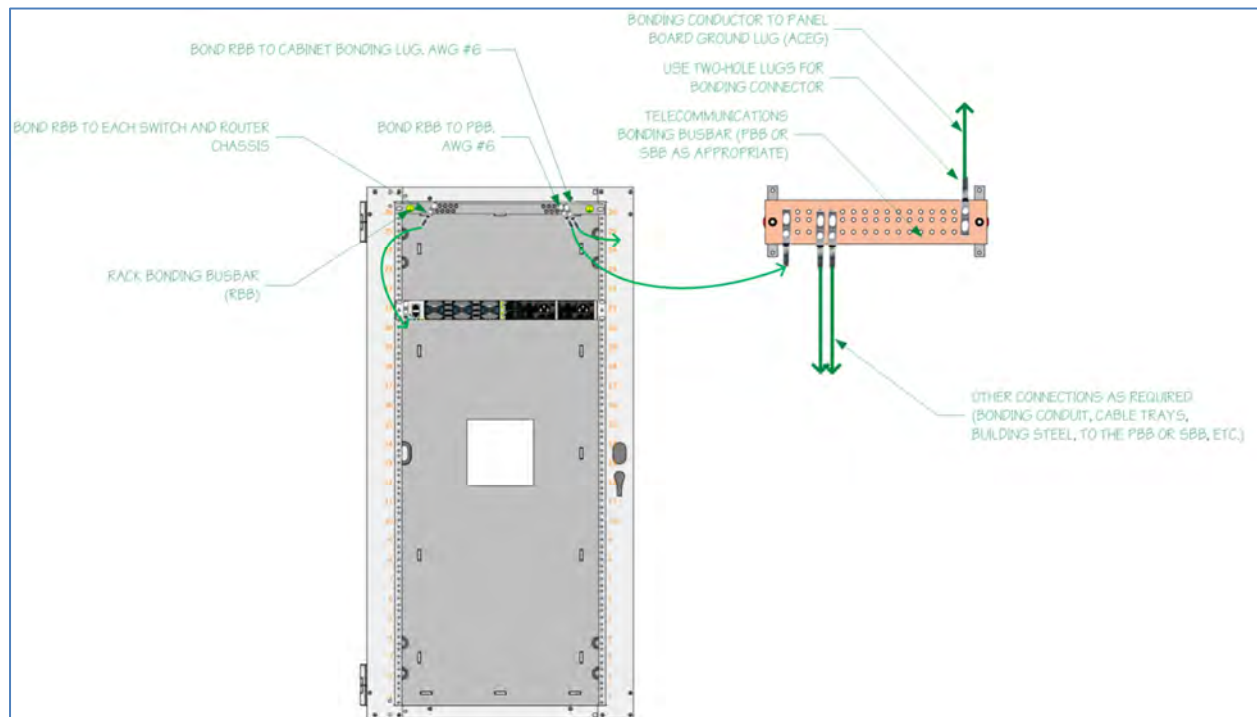 BONDING CONDUCTOR TO PANEL
BOARD GROUND LUG (ACEG)
BOND RBB TO CABINET BONDING LUG. AWG #6
USE TWO-HOLE LUGS FOR
BONDING CONNECTOR
BOND RBB TO EACH SWITCH AND ROUTER
CHASSIS
BOND RBB TO PBB.
AWG #6
TELECOMMUNICATIONS
BONDING BUSBAR (PBB OR
SBB AS APPROPRIATE)
RACK BONDING BUSBAR
(RBB)
OTHER CONNECTIONS AS REQUIRED
(BONDING CONDUIT, CABLE TRAYS,
BUILDING STEEL, TO THE PBB OR SBB, ETC.)